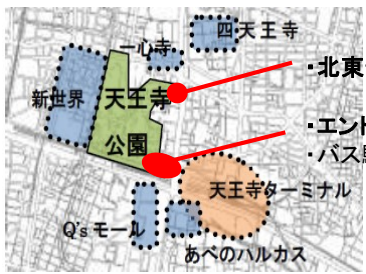 四天王寺
一心寺
・北東
新世界
天王寺
公園
・エント
・バス駐
天王寺ターミナル
Q'sモール
あべのハルカス